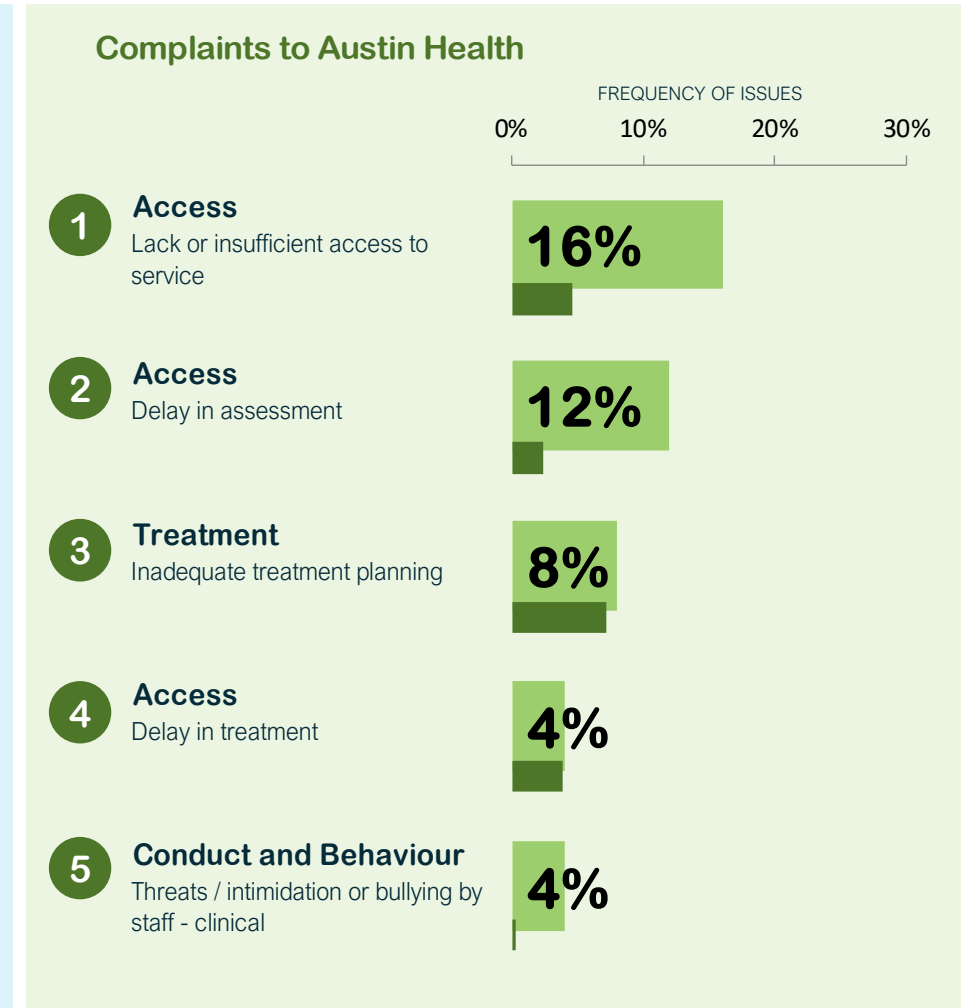 Complaints to Austin Health
FREQUENCY OF ISSUES
0% 10% 20% 30%
1
Access
Lack or insufficient access to
service
16%
2
Access
Delay in assessment
12%
3
Treatment
Inadequate treatment planning
8%
4
Access
Delay in treatment
4%
5
Conduct and Behaviour
Threats / intimidation or bullying by
staff - clinical
4%